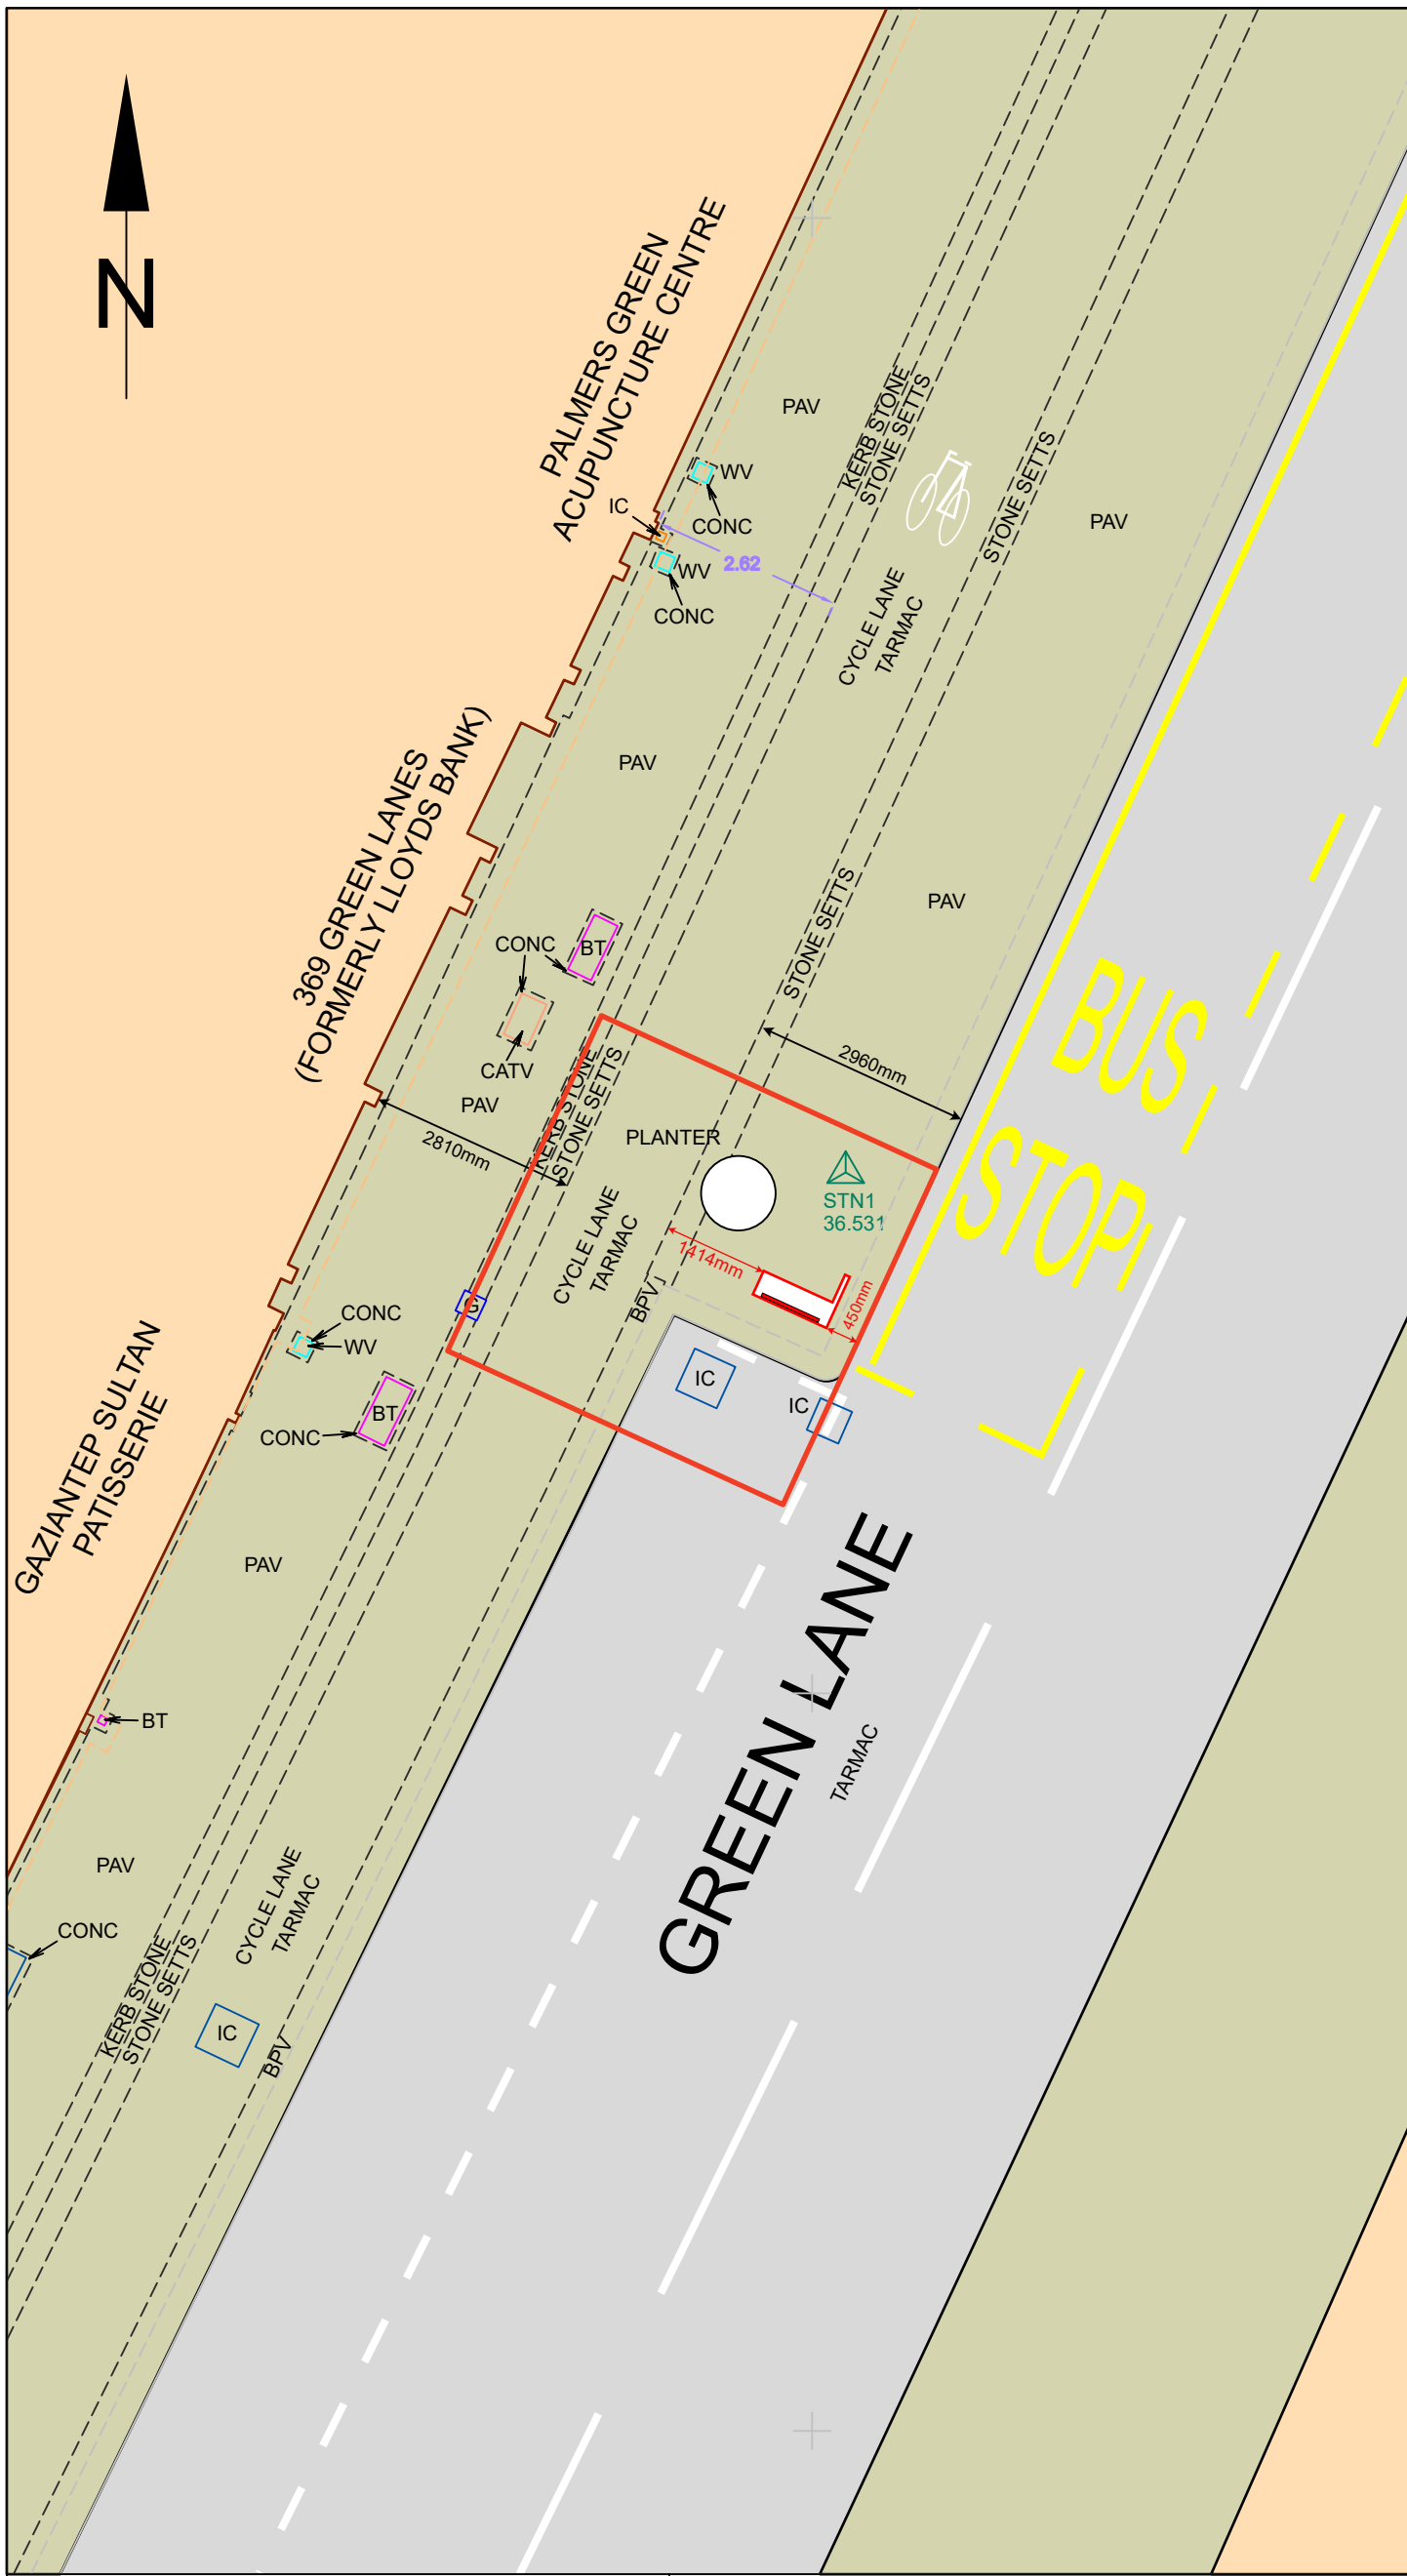 N
PALMERS GREEN
ACUPUNCTURE CENTRE
PAV
KERB STONE
STONE SETTS
WV
CONC
IC
WV
CONC
2.62
STONE SETTS
PAV
CYCLE LANE
TARMAC
PAV
369 GREEN LANES
(FORMERLY LLOYDS BANK)
STONE SETTS
PAV
CONC
BT
CATV
PAV
KERB STONE
STONE SETTS
2960mm
BUS
STOP
2810mm
PLANTER
STN1
36.531
CYCLE LANE
TARMAC
1414mm
450mm
BPV
G
CONC
WV
IC
IC
BT
CONC
GAZIANTEP SULTAN
PATISSERIE
PAV
GREEN LANE
TARMAC
BT
PAV
CYCLE LANE
TARMAC
CONC
KERB STONE
STONE SETTS
IC
BPV